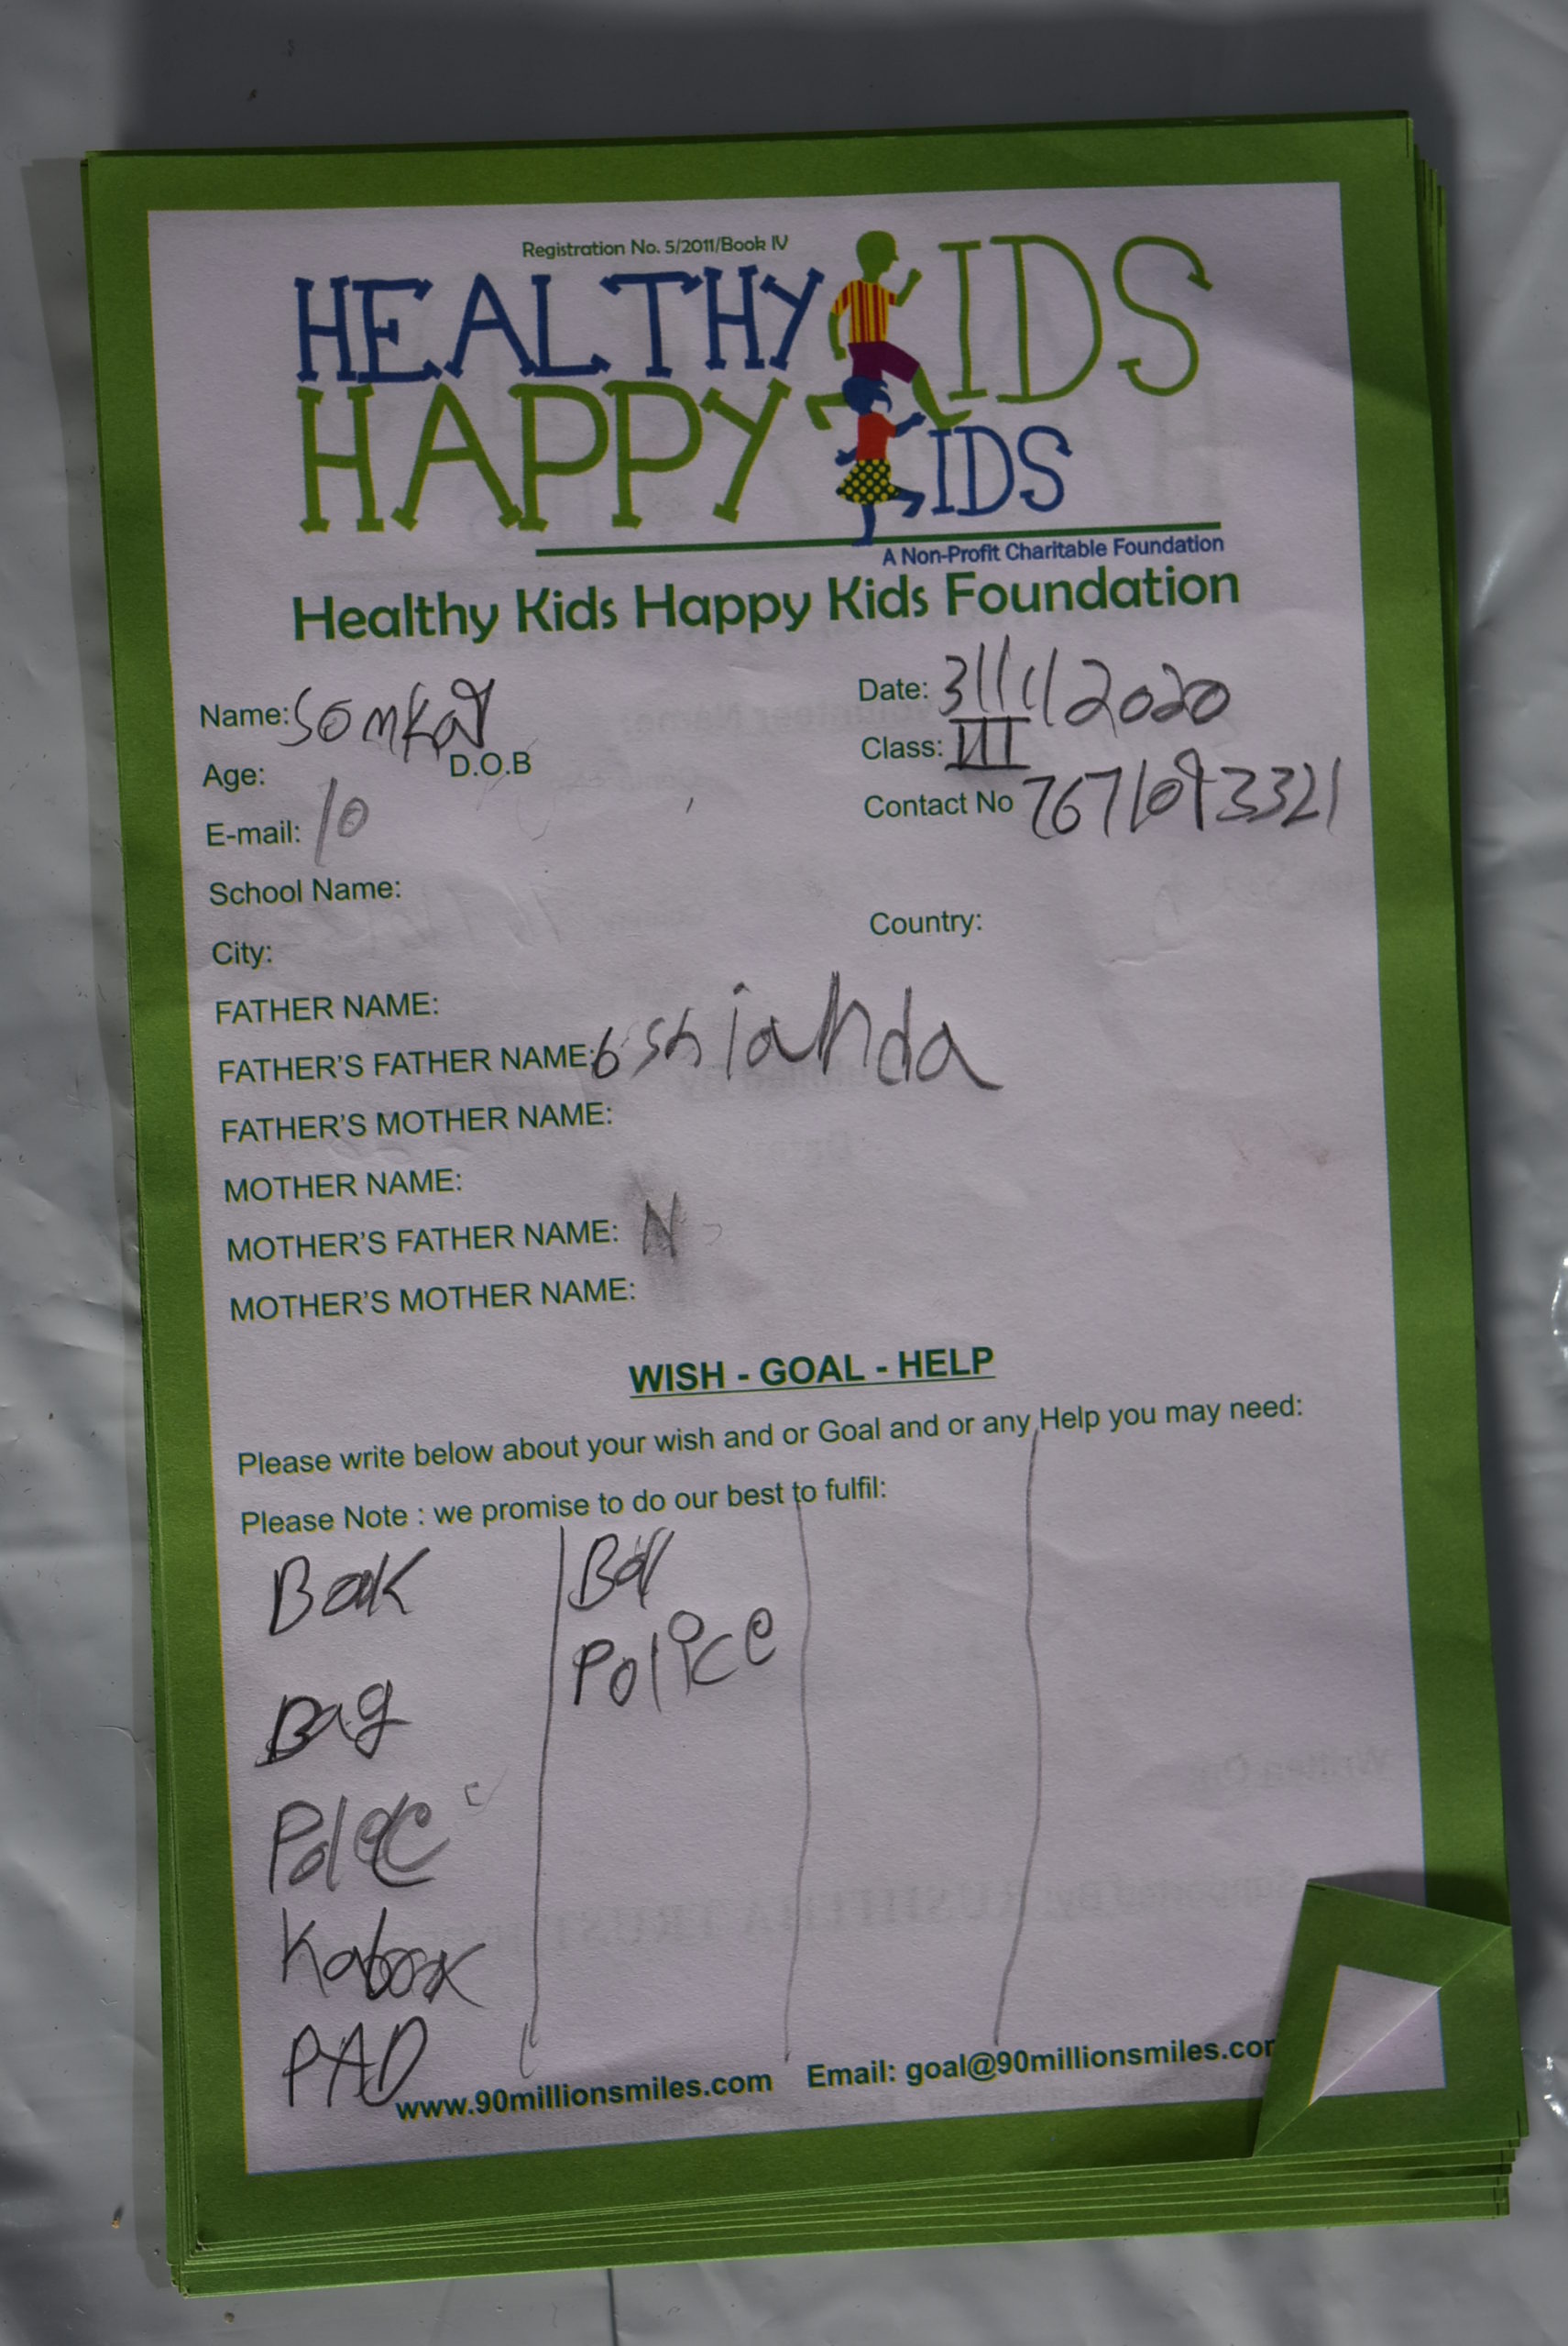 Registration No. 5/2011/Book IV
HEALTHY KIDS
HAPPY KIDS
A Non-Profit Charitable Foundation
Healthy Kids Happy Kids Foundation
Name: Somkar
Date: 31/1/2020
Age:
D.O.B
Class: III
E-mail: 10
Contact No 7671093321
School Name:
City:
Country:
FATHER NAME:
FATHER'S FATHER NAME:
FATHER'S MOTHER NAME:
MOTHER NAME:
MOTHER'S FATHER NAME: N
MOTHER'S MOTHER NAME:
WISH - GOAL - HELP
Please write below about your wish and or Goal and or any Help you may need:
Please Note : we promise to do our best to fulfil:
Book
Bag
Kabox
PAD
Ball
Police
www.90millionsmiles.com Email: goal@90millionsmiles.com